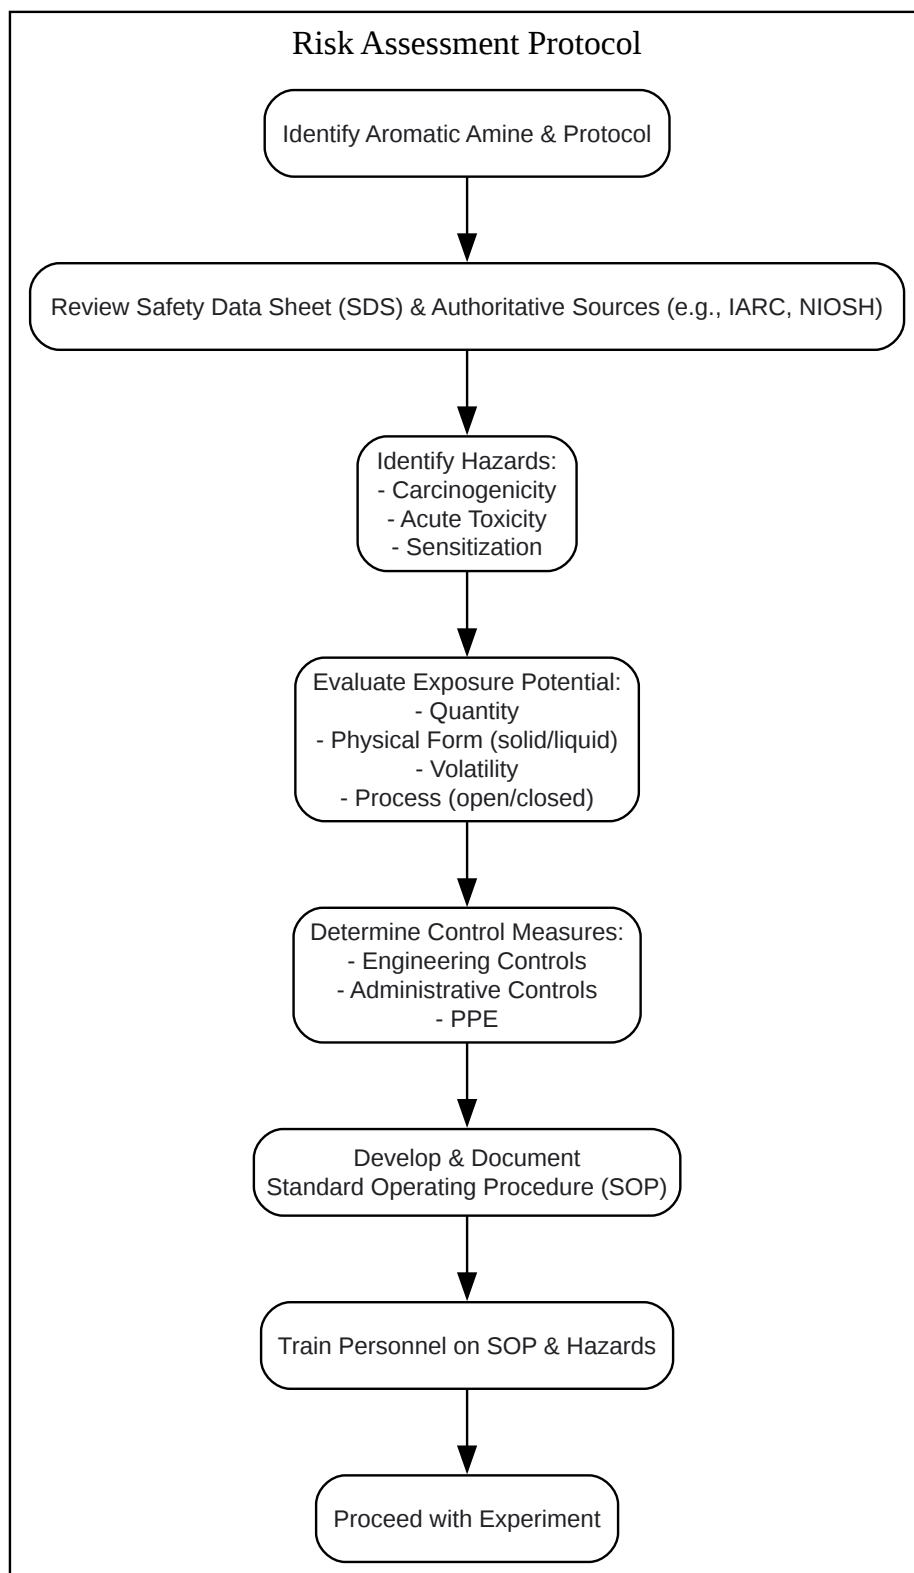 Risk Assessment Protocol
Identify Aromatic Amine & Protocol
Review Safety Data Sheet (SDS) & Authoritative Sources (e.g., IARC, NIOSH)
Identify Hazards:
- Carcinogenicity
- Acute Toxicity
- Sensitization
Evaluate Exposure Potential:
- Quantity
- Physical Form (solid/liquid)
- Volatility
- Process (open/closed)
Determine Control Measures:
- Engineering Controls
- Administrative Controls
- PPE
Develop & Document
Standard Operating Procedure (SOP)
Train Personnel on SOP & Hazards
Proceed with Experiment